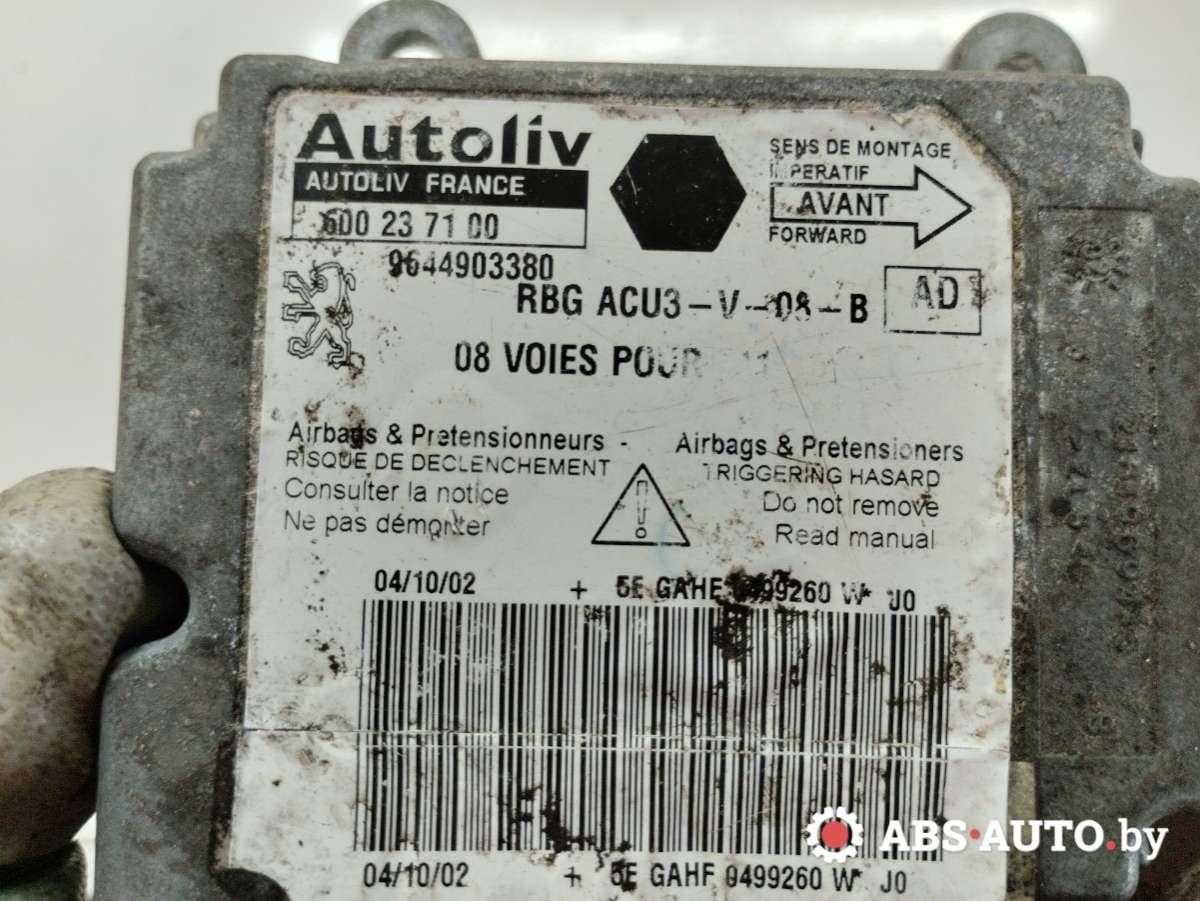 Autoliv
AUTOLIV FRANCE
600 23 71 00
9644903380
SENS DE MONTAGE
IMPERATIF
AVANT
FORWARD
RBG ACU3-V-08-B
AD
08 VOIES POUR
Airbags & Pretensionneurs -
RISQUE DE DECLENCHEMENT
Consulter la notice
Ne pas démonter
Airbags & Pretensioners
TRIGGERING HASARD
Do not remove
Read manual
04/10/02 + 5E GAHF 0499260 W* J0
04/10/02 + 5E GAHF 0499260 W* J0
ABS-AUTO.by